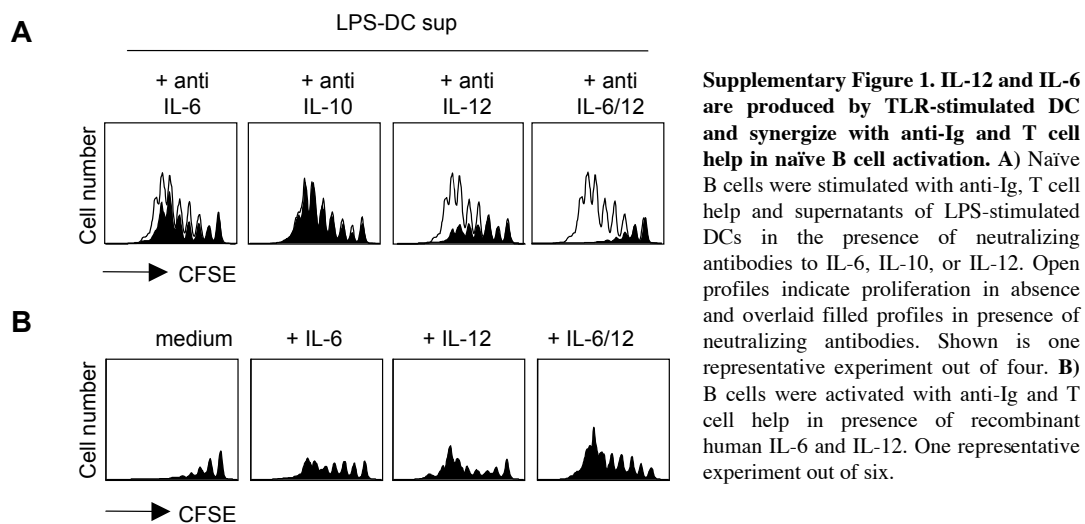 A
LPS-DC sup
+ anti
IL-6
+ anti
IL-10
+ anti
IL-12
+ anti
IL-6/12
Cell number
CFSE
B
medium
+ IL-6
+ IL-12
+ IL-6/12
Cell number
CFSE
Supplementary Figure 1. IL-12 and IL-6
are produced by TLR-stimulated DC
and synergize with anti-Ig and T cell
help in naïve B cell activation. A) Naïve
B cells were stimulated with anti-Ig, T cell
help and supernatants of LPS-stimulated
DCs in the presence of neutralizing
antibodies to IL-6, IL-10, or IL-12. Open
profiles indicate proliferation in absence
and overlaid filled profiles in presence of
neutralizing antibodies. Shown is one
representative experiment out of four. B)
B cells were activated with anti-Ig and T
cell help in presence of recombinant
human IL-6 and IL-12. One representative
experiment out of six.